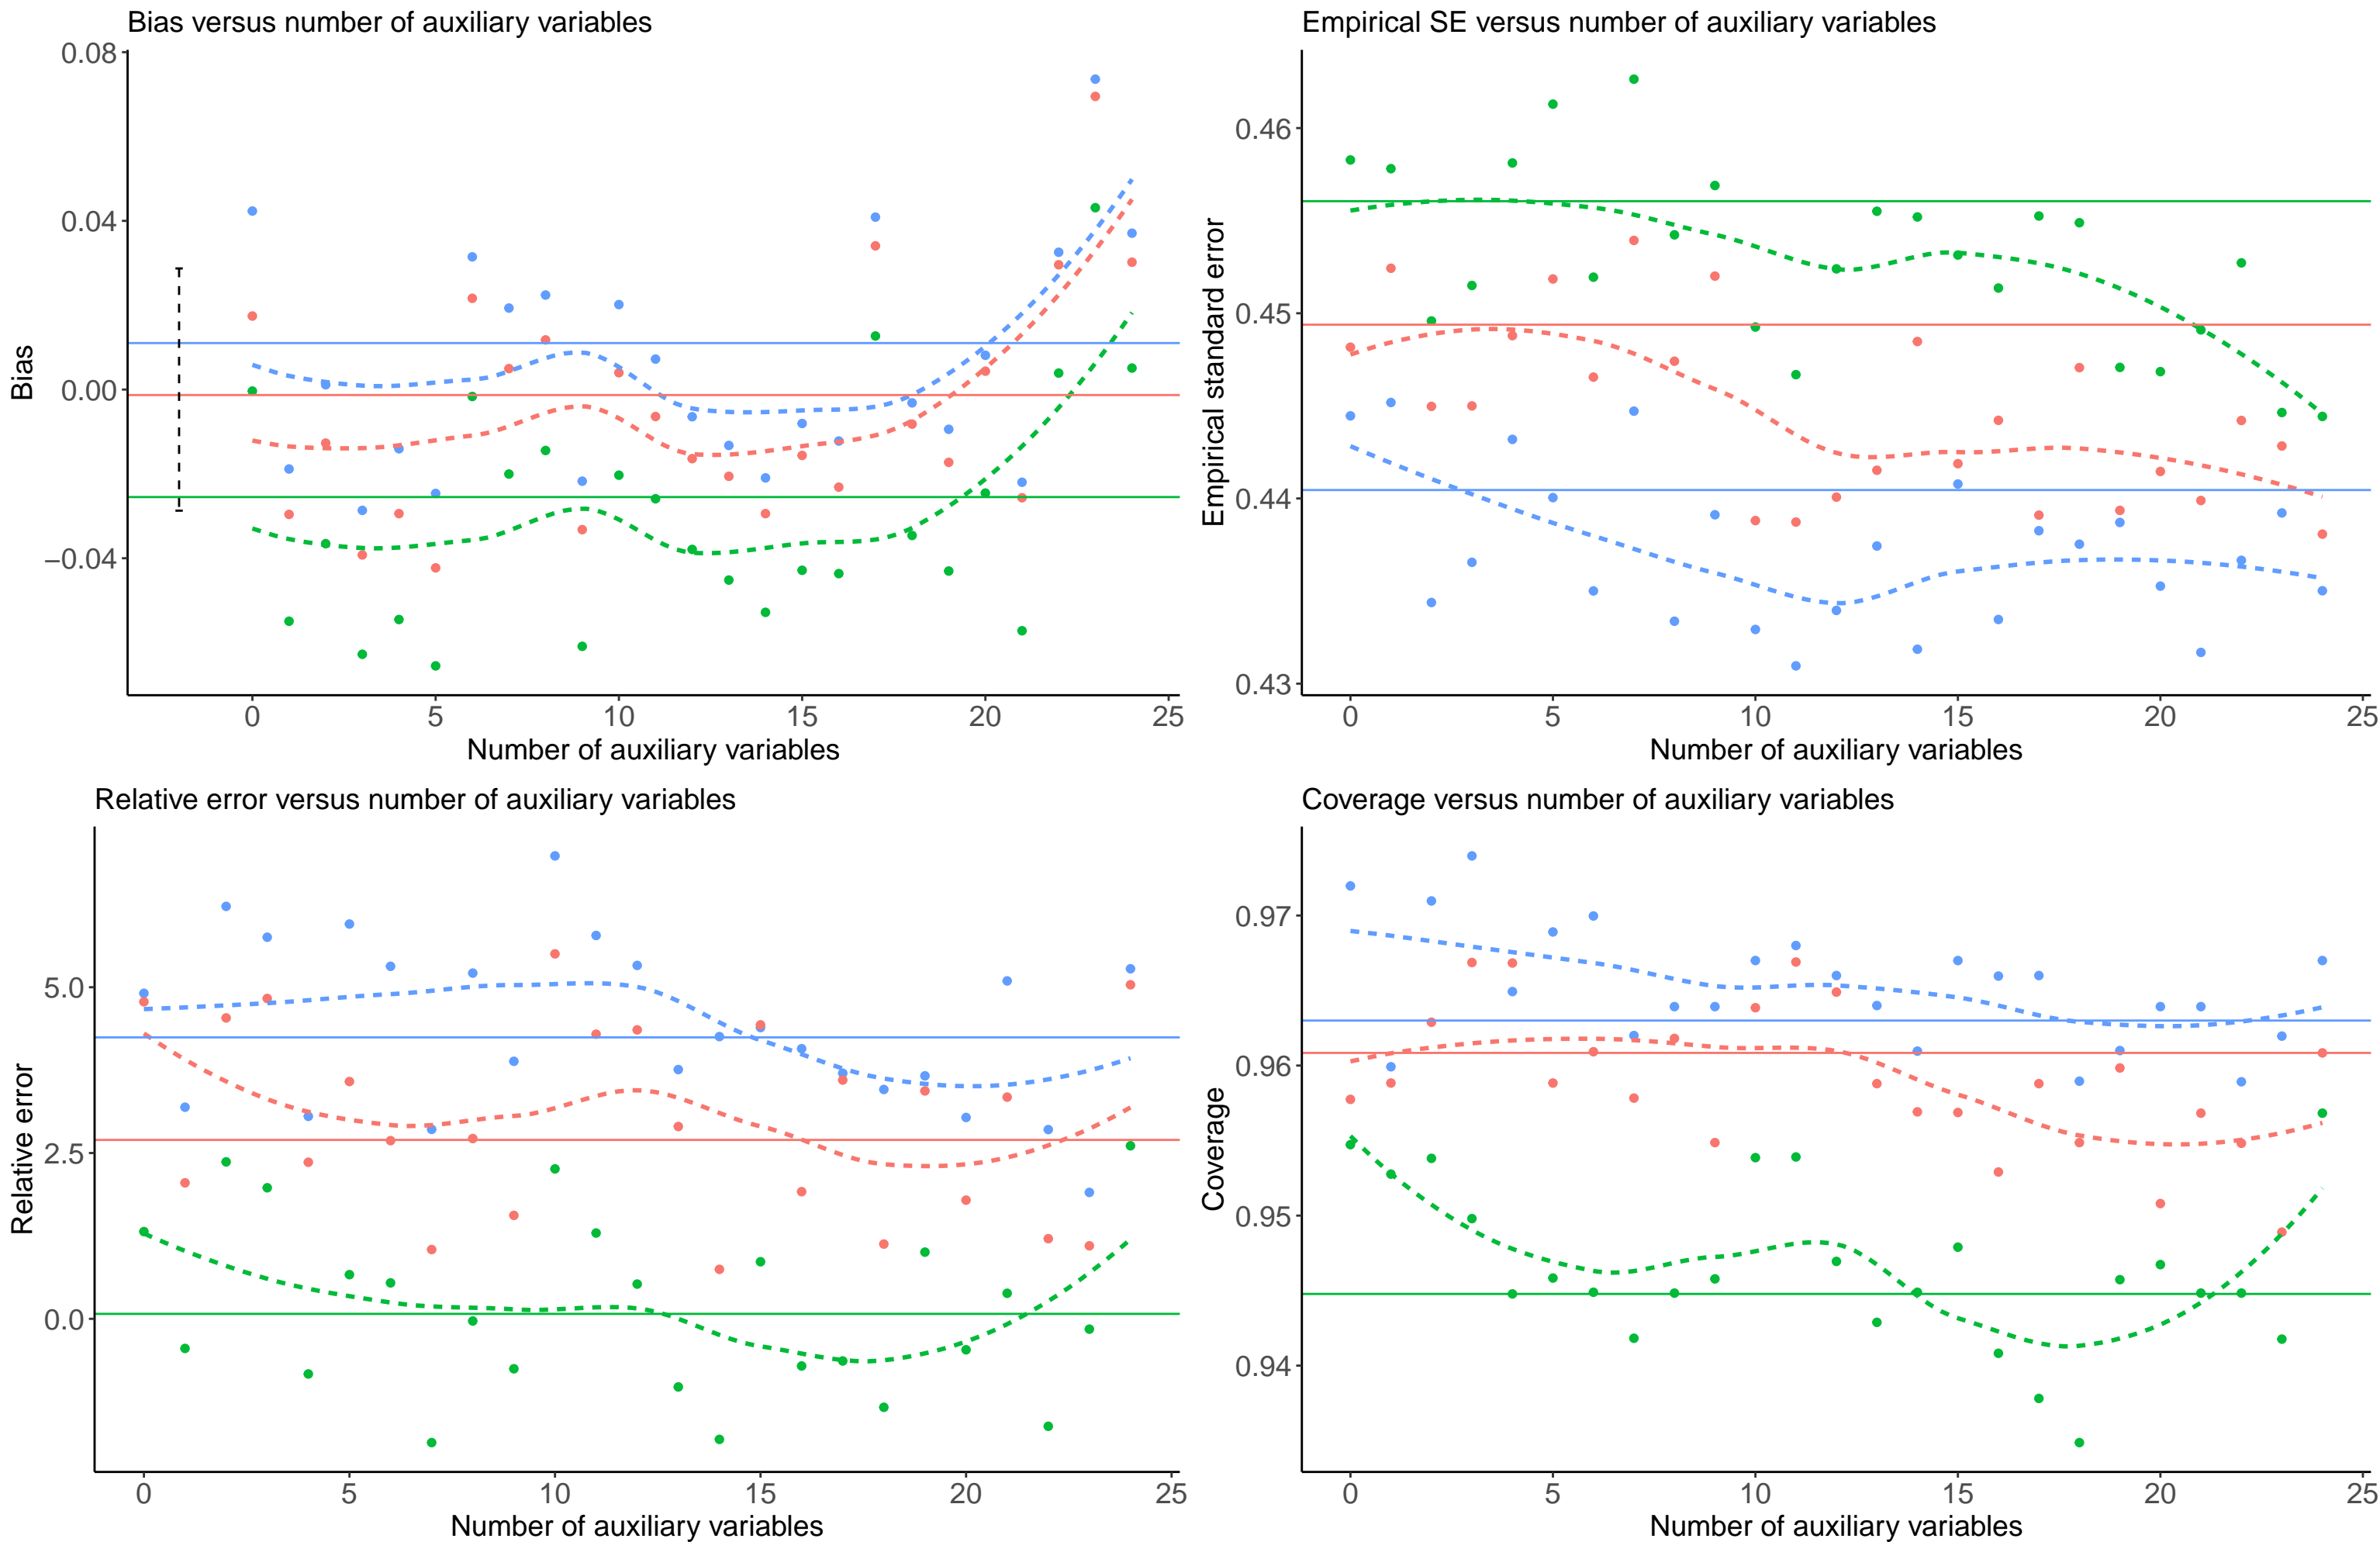 Bias versus number of auxiliary variables
0.08
0.04
0.00
−0.04
Bias
0 5 10 15 20 25
Number of auxiliary variables
Empirical SE versus number of auxiliary variables
0.46
0.45
0.44
0.43
Empirical standard error
0 5 10 15 20 25
Number of auxiliary variables
Relative error versus number of auxiliary variables
5.0
2.5
0.0
Relative error
0 5 10 15 20 25
Number of auxiliary variables
Coverage versus number of auxiliary variables
0.97
0.96
0.95
0.94
Coverage
0 5 10 15 20 25
Number of auxiliary variables